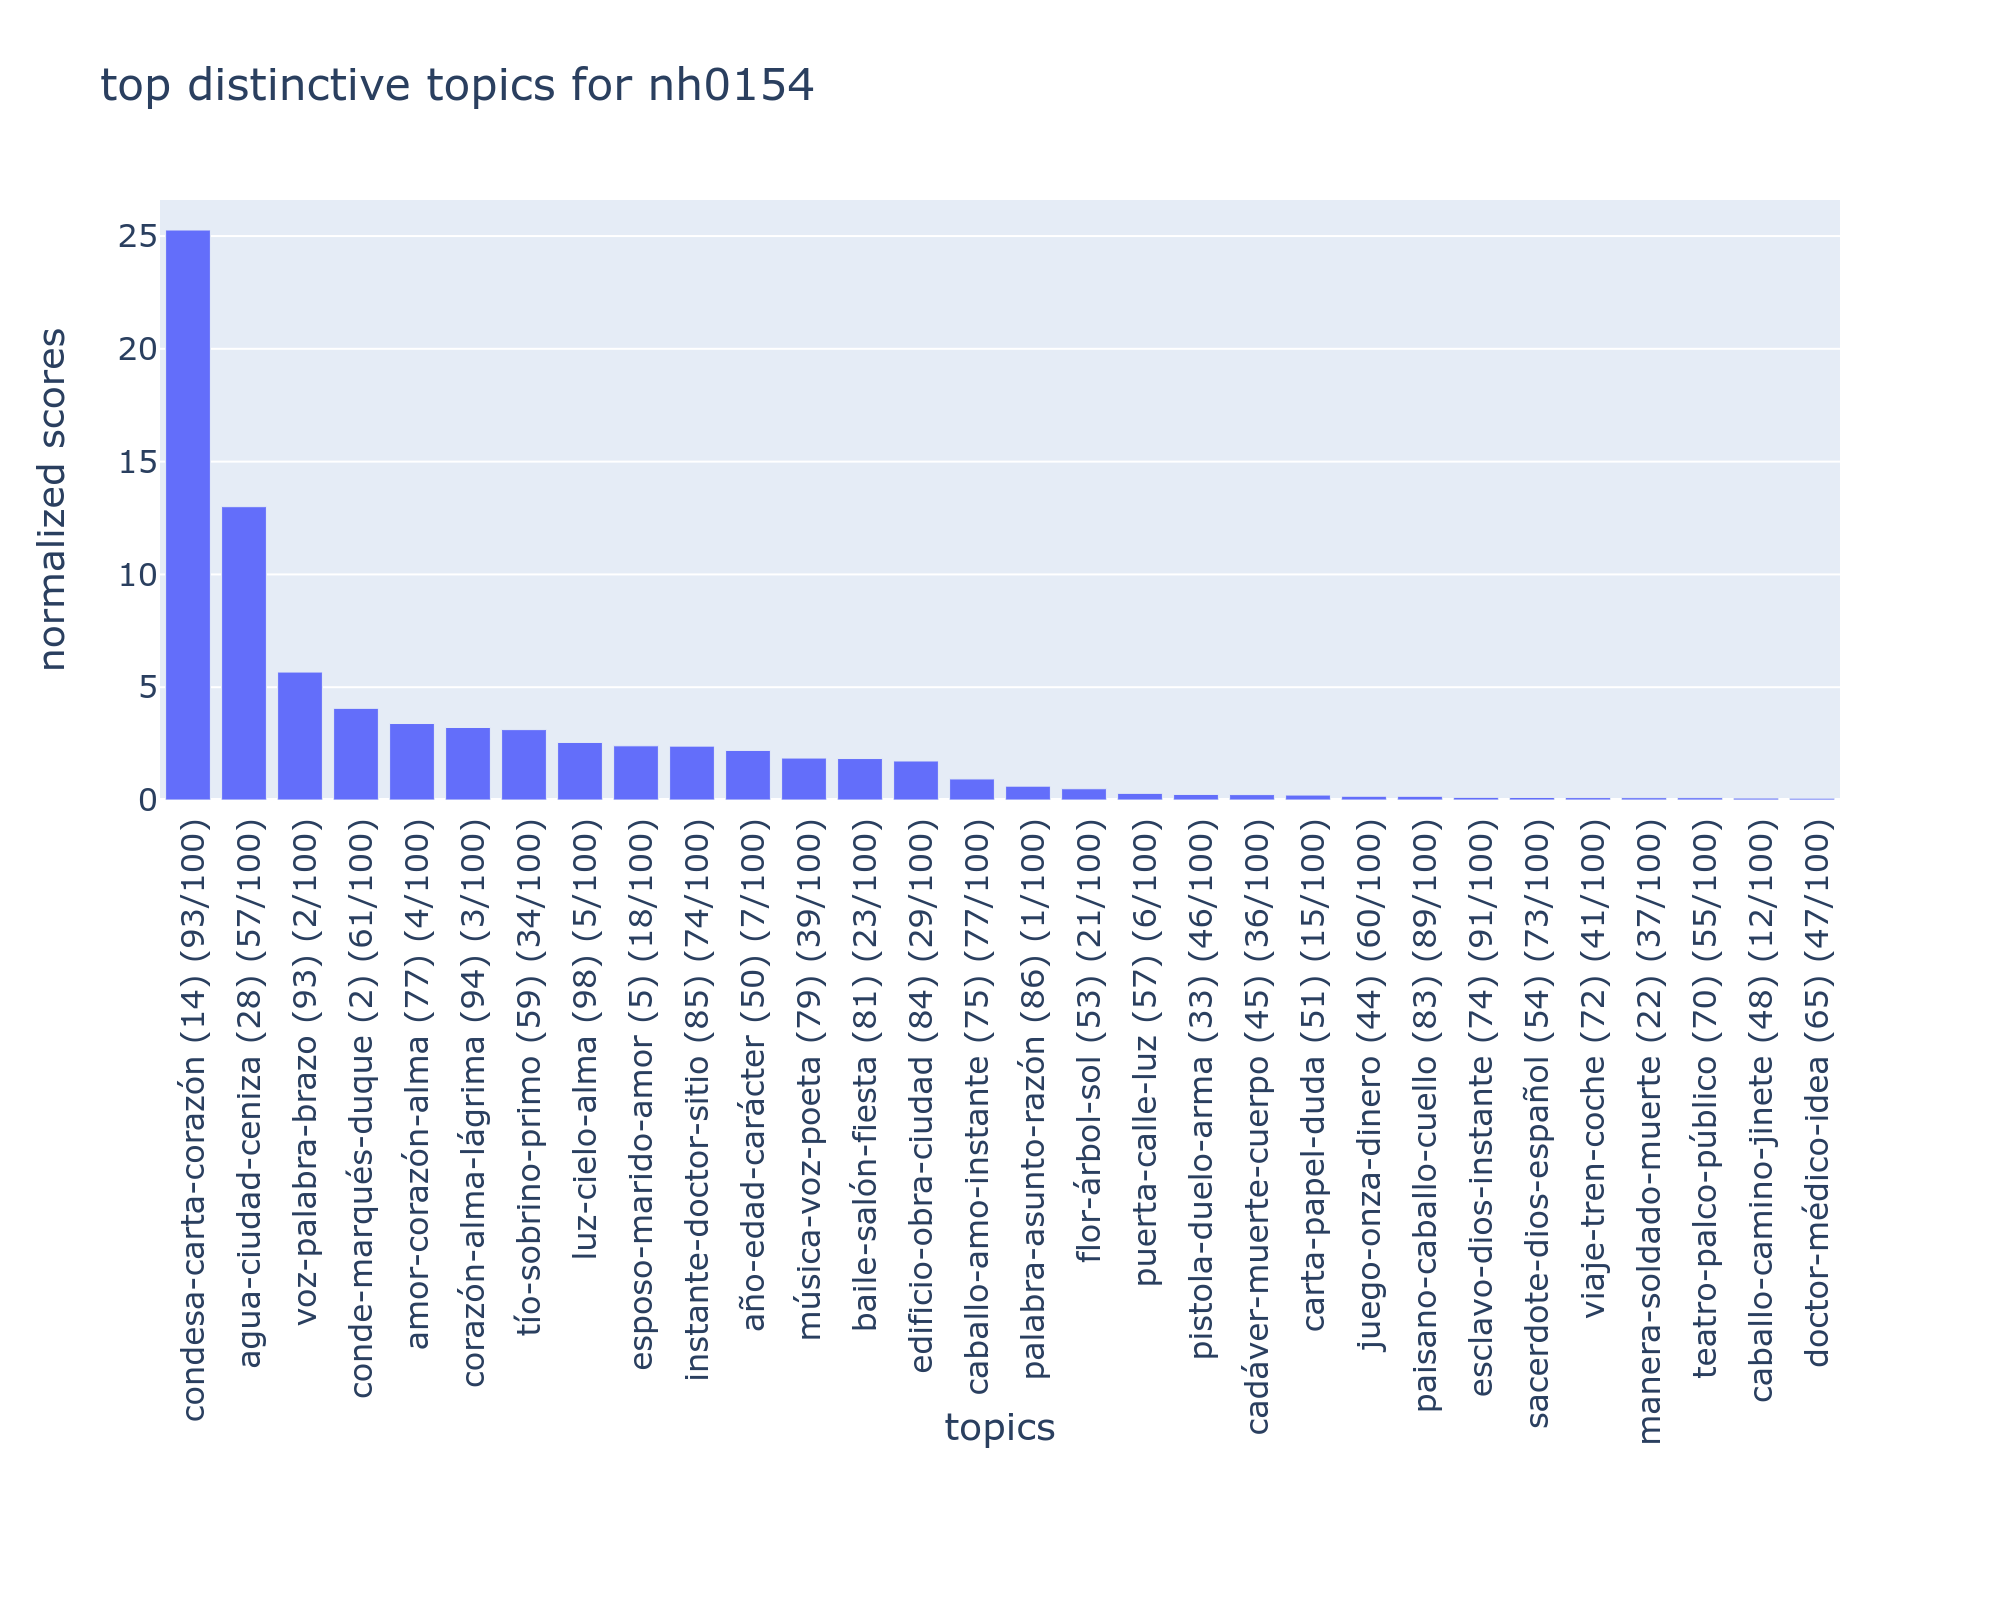 top distinctive topics for nh0154
normalized scores
25
20
15
10
5
0
condesa-carta-corazón (14) (93/100)
agua-ciudad-ceniza (28) (57/100)
voz-palabra-brazo (93) (2/100)
conde-marqués-duque (2) (61/100)
amor-corazón-alma (77) (4/100)
corazón-alma-lágrima (94) (3/100)
tío-sobrino-primo (59) (34/100)
luz-cielo-alma (98) (5/100)
esposo-marido-amor (5) (18/100)
instante-doctor-sitio (85) (74/100)
año-edad-carácter (50) (7/100)
música-voz-poeta (79) (39/100)
baile-salón-fiesta (81) (23/100)
edificio-obra-ciudad (84) (29/100)
caballo-amo-instante (75) (77/100)
palabra-asunto-razón (86) (1/100)
flor-árbol-sol (53) (21/100)
puerta-calle-luz (57) (6/100)
pistola-duelo-arma (33) (46/100)
cadáver-muerte-cuerpo (45) (36/100)
carta-papel-duda (51) (15/100)
juego-onza-dinero (44) (60/100)
paisano-caballo-cuello (83) (89/100)
esclavo-dios-instante (74) (91/100)
sacerdote-dios-español (54) (73/100)
viaje-tren-coche (72) (41/100)
manera-soldado-muerte (22) (37/100)
teatro-palco-público (70) (55/100)
caballo-camino-jinete (48) (12/100)
doctor-médico-idea (65) (47/100)
topics